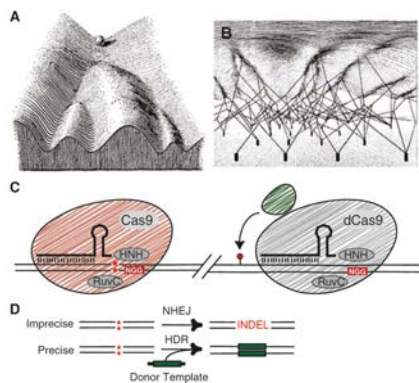 A
B
C
Cas9
HNH
NGG
RuvC
dCas9
HNH
NGG
RuvC
D
NHEJ
Imprecise
INDEL
HDR
Precise
Donor Template